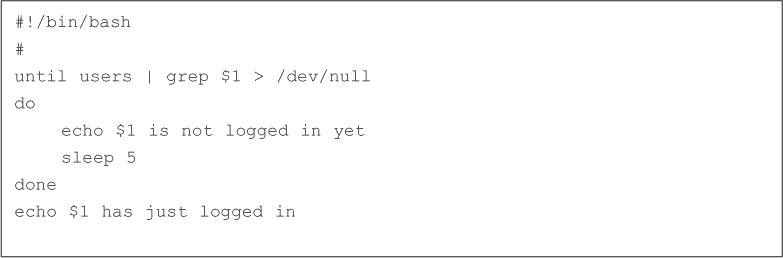 #!/bin/bash
#
until users | grep $1 > /dev/null
do
    echo $1 is not logged in yet
    sleep 5
done
echo $1 has just logged in